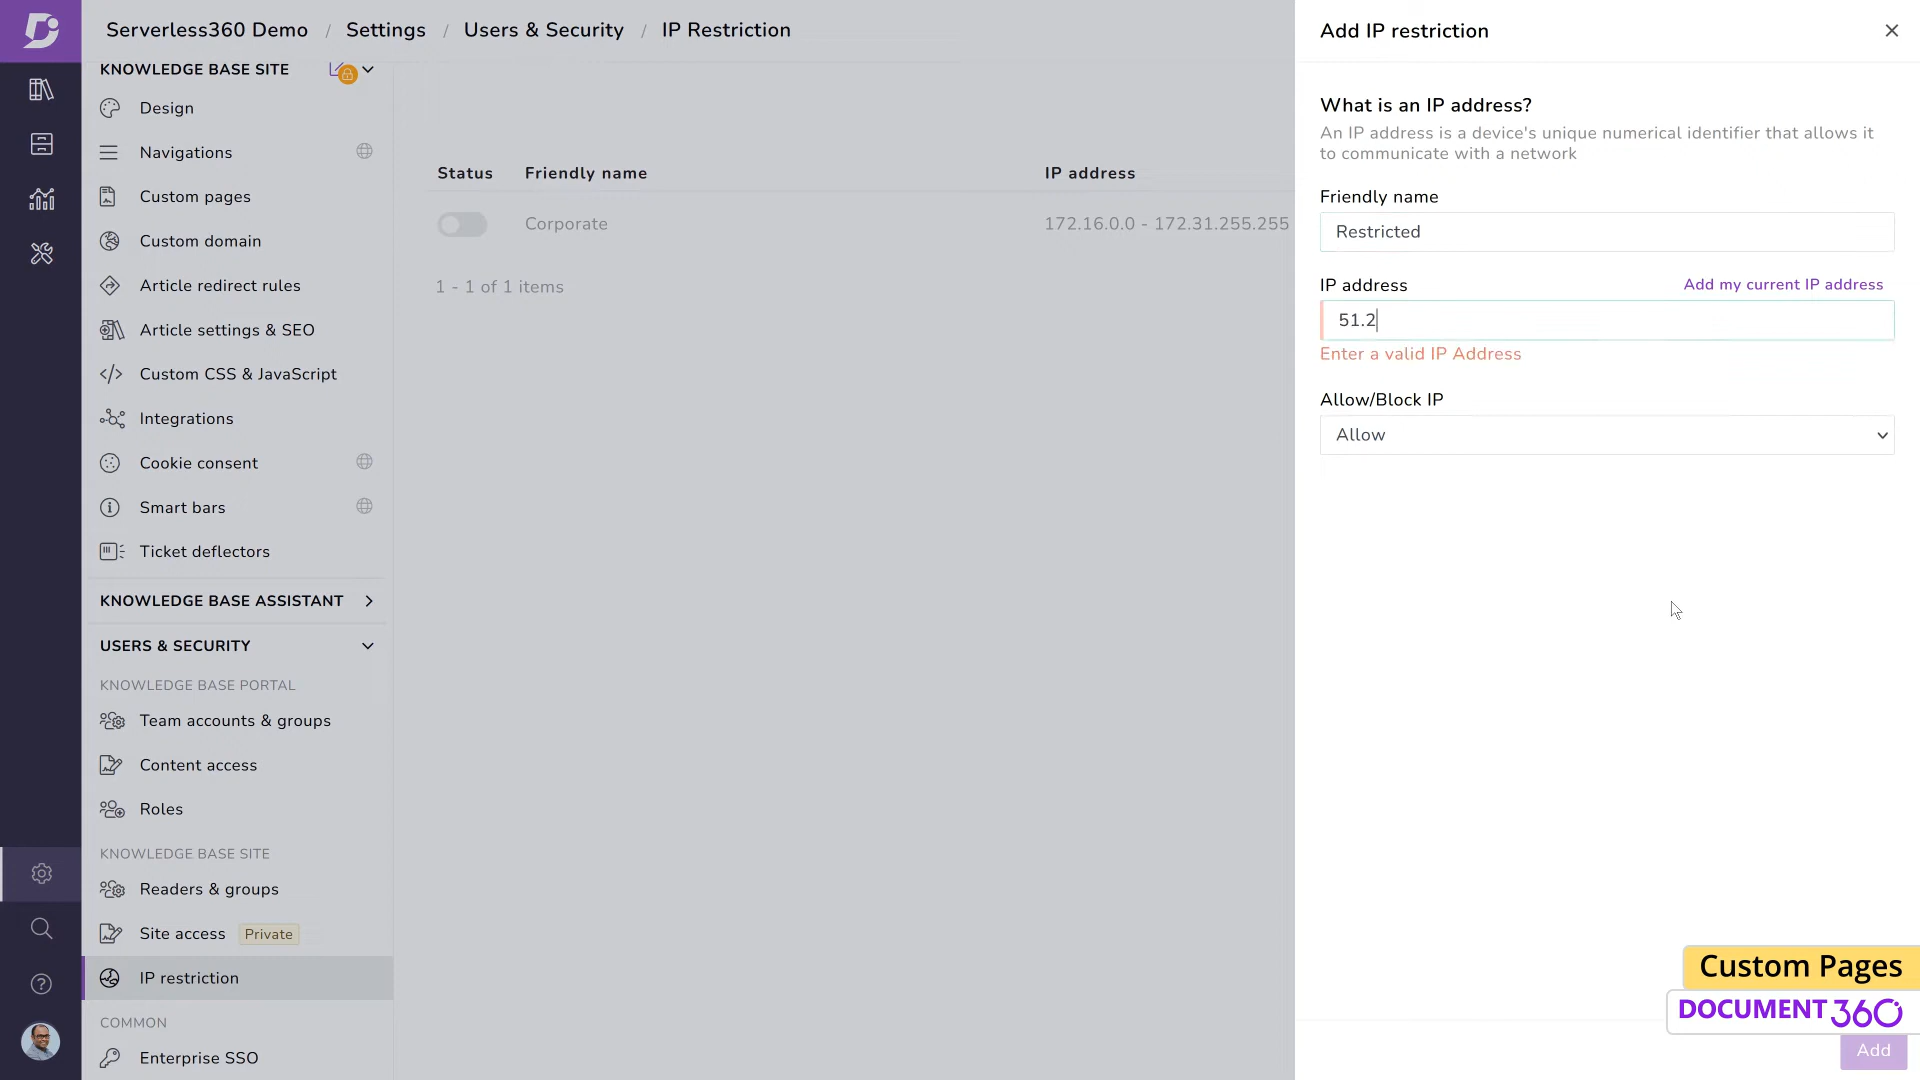 Serverless360 Demo / Settings / Users & Security / IP Restriction
KNOWLEDGE BASE SITE
Design
Navigations
Custom pages
Custom domain
Article redirect rules
Article settings & SEO
Custom CSS & JavaScript
Integrations
Cookie consent
Smart bars
Ticket deflectors
KNOWLEDGE BASE ASSISTANT
USERS & SECURITY
KNOWLEDGE BASE PORTAL
Team accounts & groups
Content access
Roles
KNOWLEDGE BASE SITE
Readers & groups
Site access Private
IP restriction
COMMON
Enterprise SSO
Status Friendly name IP address
Corporate 172.16.0.0 - 172.31.255.255
1 - 1 of 1 items
Add IP restriction
What is an IP address?
An IP address is a device's unique numerical identifier that allows it
to communicate with a network
Friendly name
Restricted
IP address Add my current IP address
51.2
Enter a valid IP Address
Allow/Block IP
Allow
Custom Pages
DOCUMENT360
Add